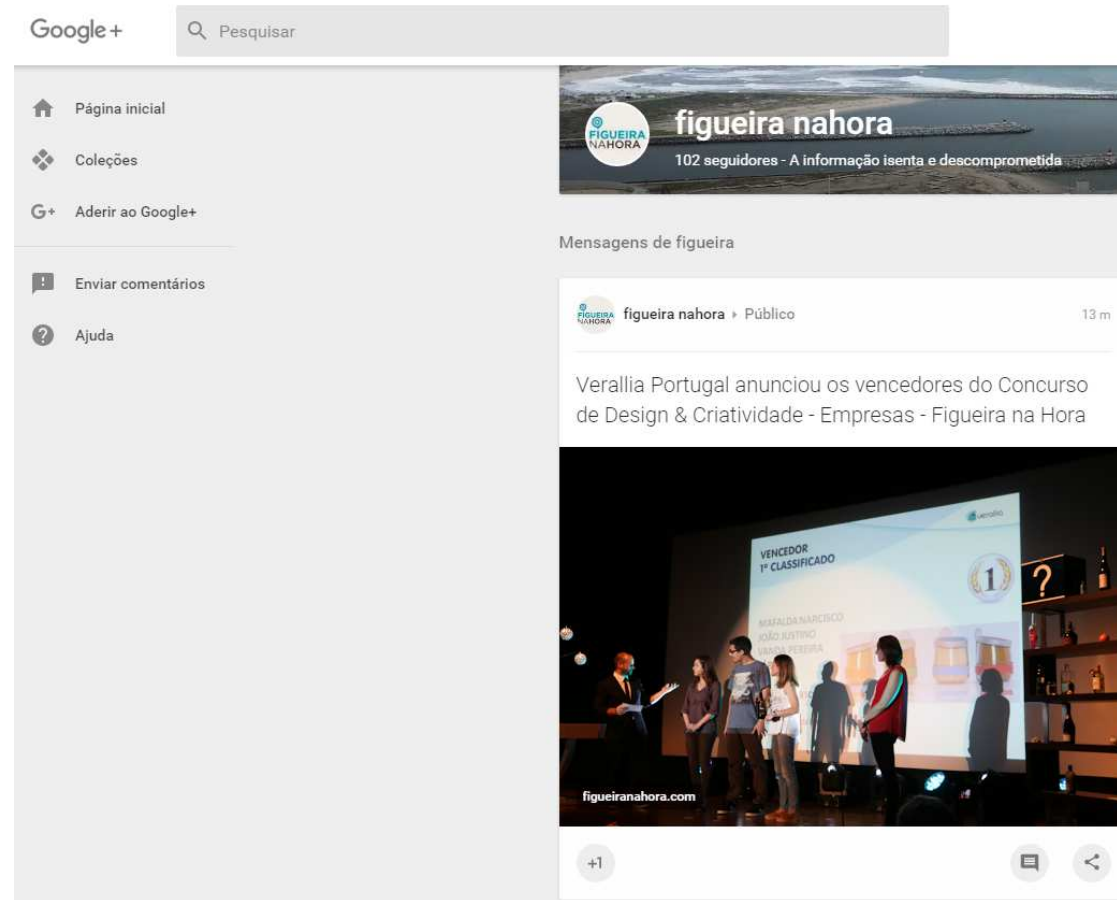 Google+
Pesquisar
Página inicial
Coleções
Aderir ao Google+
Enviar comentários
Ajuda
FIGUEIRA
NAHORA
figueira nahora
102 seguidores - A informação isenta e descomprometida
Mensagens de figueira
FIGUEIRA
NAHORA
figueira nahora ‣ Público
13 m
Verallia Portugal anunciou os vencedores do Concurso
de Design & Criatividade - Empresas - Figueira na Hora
verallia
VENCEDOR
1º CLASSIFICADO
1
?
MAFALDA NARCISO
JOÃO JUSTINO
VANDA PEREIRA
figueiranahora.com
+1